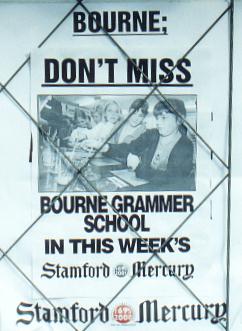 BOURNE;
DON'T MISS
BOURNE GRAMMER
SCHOOL
IN THIS WEEK'S
Stamford Mercury
Stamford Mercury